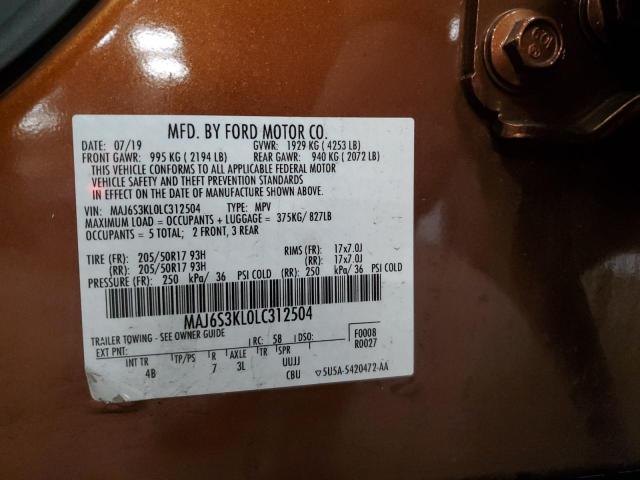 MFD. BY FORD MOTOR CO.
DATE: 07/19 GVWR: 1929 KG ( 4253 LB)
FRONT GAWR: 995 KG ( 2194 LB) REAR GAWR: 940 KG ( 2072 LB)
THIS VEHICLE CONFORMS TO ALL APPLICABLE FEDERAL MOTOR
VEHICLE SAFETY AND THEFT PREVENTION STANDARDS
IN EFFECT ON THE DATE OF MANUFACTURE SHOWN ABOVE.
VIN: MAJ6S3KL0LC312504 TYPE: MPV
MAXIMUM LOAD = OCCUPANTS + LUGGAGE = 375KG/ 827LB
OCCUPANTS = 5 TOTAL; 2 FRONT, 3 REAR
TIRE (FR): 205/50R17 93H RIMS (FR): 17x7.0J
(RR): 205/50R17 93H (RR): 17x7.0J
PRESSURE (FR): 250 kPa/ 36 PSI COLD (RR): 250 kPa/ 36 PSI COLD
MAJ6S3KL0LC312504
TRAILER TOWING - SEE OWNER GUIDE
EXT PNT: RC: 58 DSO: F0008
R0027
INT TR TP/PS R AXLE TR SPR
4B 7 3L UUJJ
CBU ▽5U5A-5420472-AA